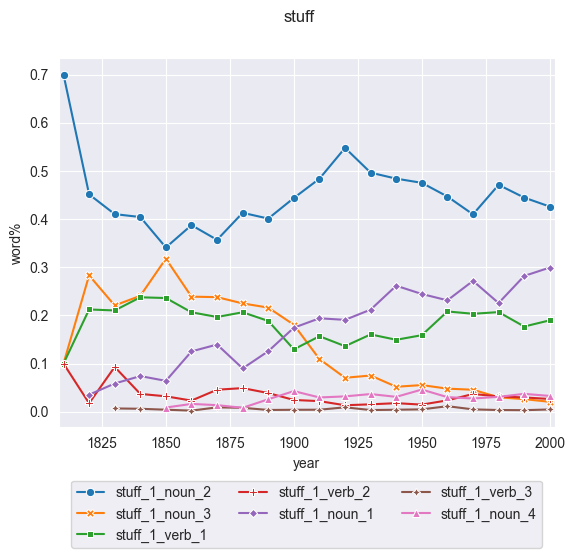 stuff
0.7
0.6
0.5
0.4
0.3
0.2
0.1
0.0
word%
1825 1850 1875 1900 1925 1950 1975 2000
year
stuff_1_noun_2 stuff_1_verb_2 stuff_1_verb_3
stuff_1_noun_3 stuff_1_noun_1 stuff_1_noun_4
stuff_1_verb_1